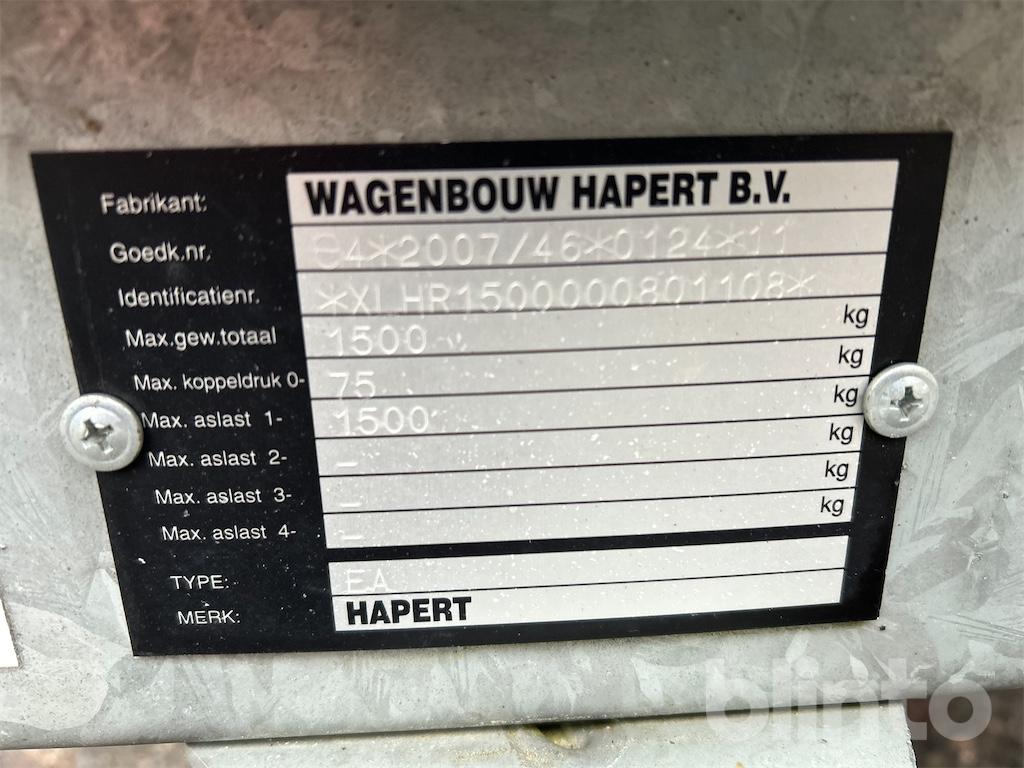 Fabrikant: WAGENBOUW HAPERT B.V.
Goedk.nr. e4*2007/46*0124*11
Identificatienr. *XLHR1500000801108*
Max.gew.totaal 1500 kg
Max. koppeldruk 0- 75 kg
Max. aslast 1- 1500 kg
Max. aslast 2- – kg
Max. aslast 3- – kg
Max. aslast 4- – kg
TYPE: EA
MERK: HAPERT
blinto